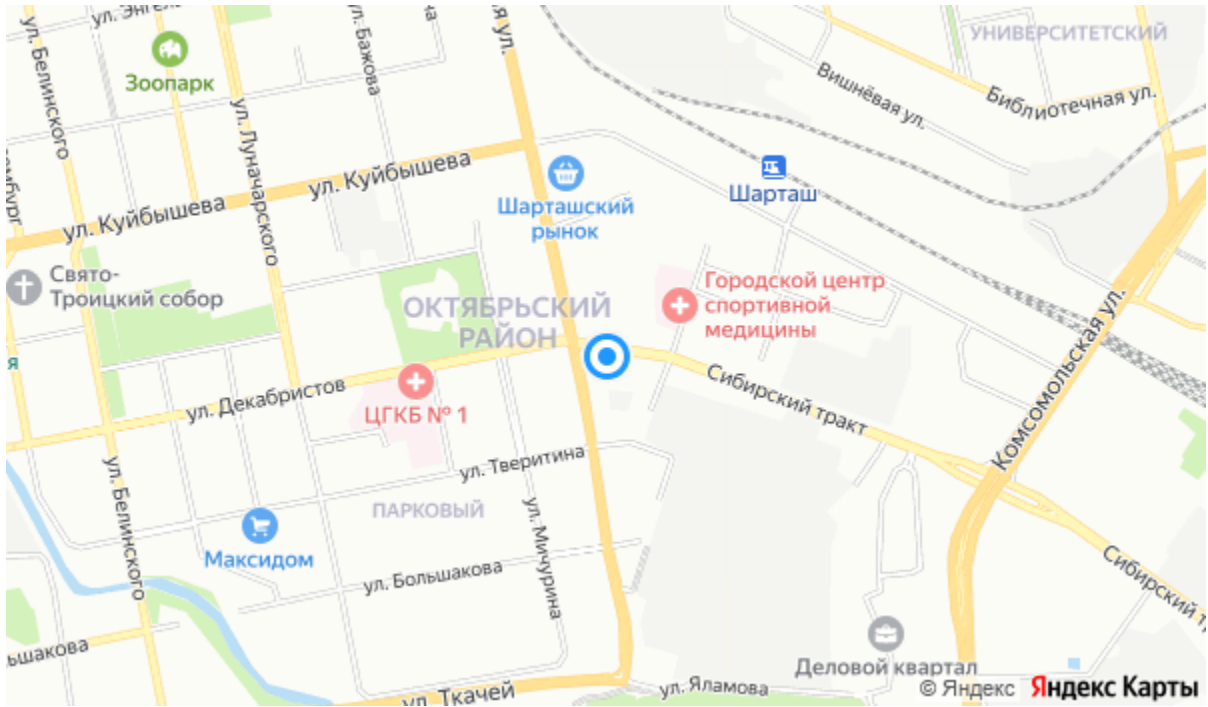 ул. Энгел
ая ул.
УНИВЕРСИТЕТСКИЙ
ул. Белинского
Зоопарк
ул. Бажова
Вишнёвая ул.
Библиотечная ул.
ул. Луначарского
ул. Куйбышева
ул. Куйбышева
Шарташский
рынок
Шарташ
Свято-
Троицкий собор
ОКТЯБРЬСКИЙ
РАЙОН
Городской центр
спортивной
медицины
Комсомольская ул.
я
ул. Декабристов
ЦГКБ № 1
Сибирский тракт
ул. Тверитина
ул. Белинского
ПАРКОВЫЙ
ул. Мичурина
Максидом
ул. Большакова
Сибирский т
ьшакова
Деловой квартал
ул. Ткачей
ул. Яламова
© Яндекс Яндекс Карты